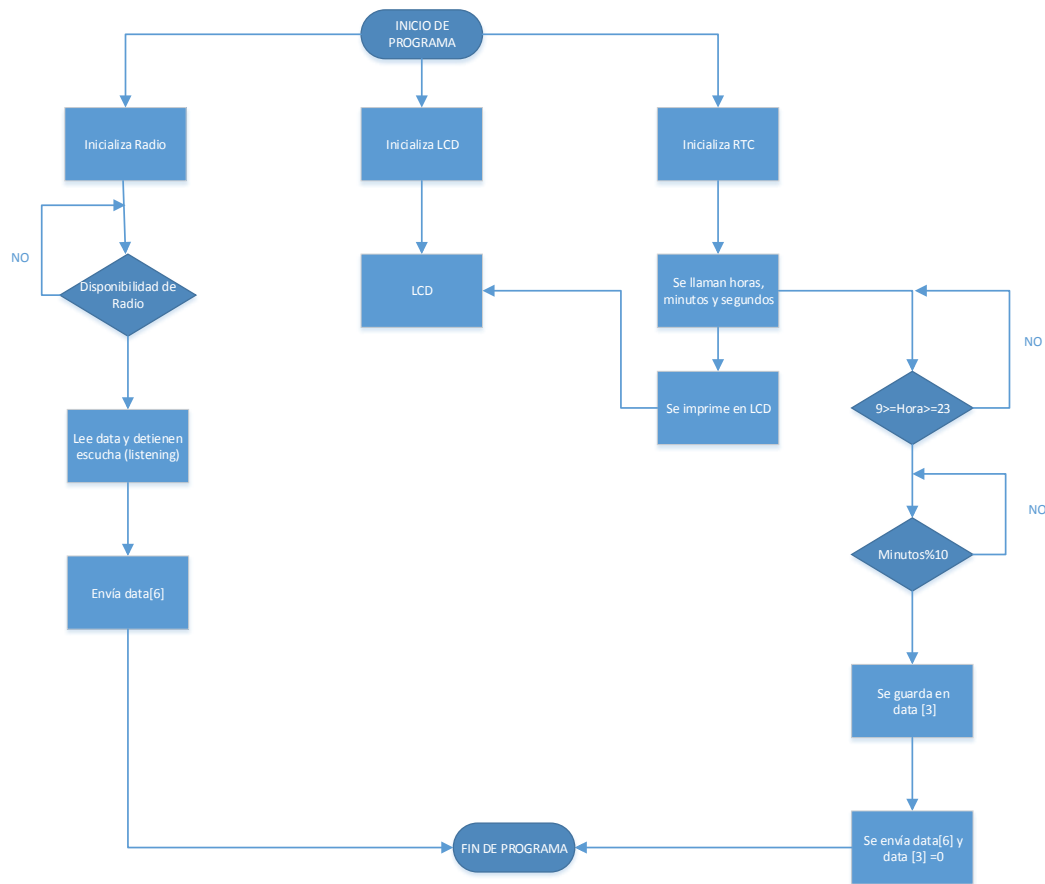 INICIO DE
PROGRAMA
Inicializa Radio
Inicializa LCD
Inicializa RTC
NO
Disponibilidad de
Radio
LCD
Se llaman horas,
minutos y segundos
NO
Se imprime en LCD
9>=Hora>=23
Lee data y detienen
escucha (listening)
NO
Minutos%10
Envía data[6]
Se guarda en
data [3]
FIN DE PROGRAMA
Se envía data[6] y
data [3] =0